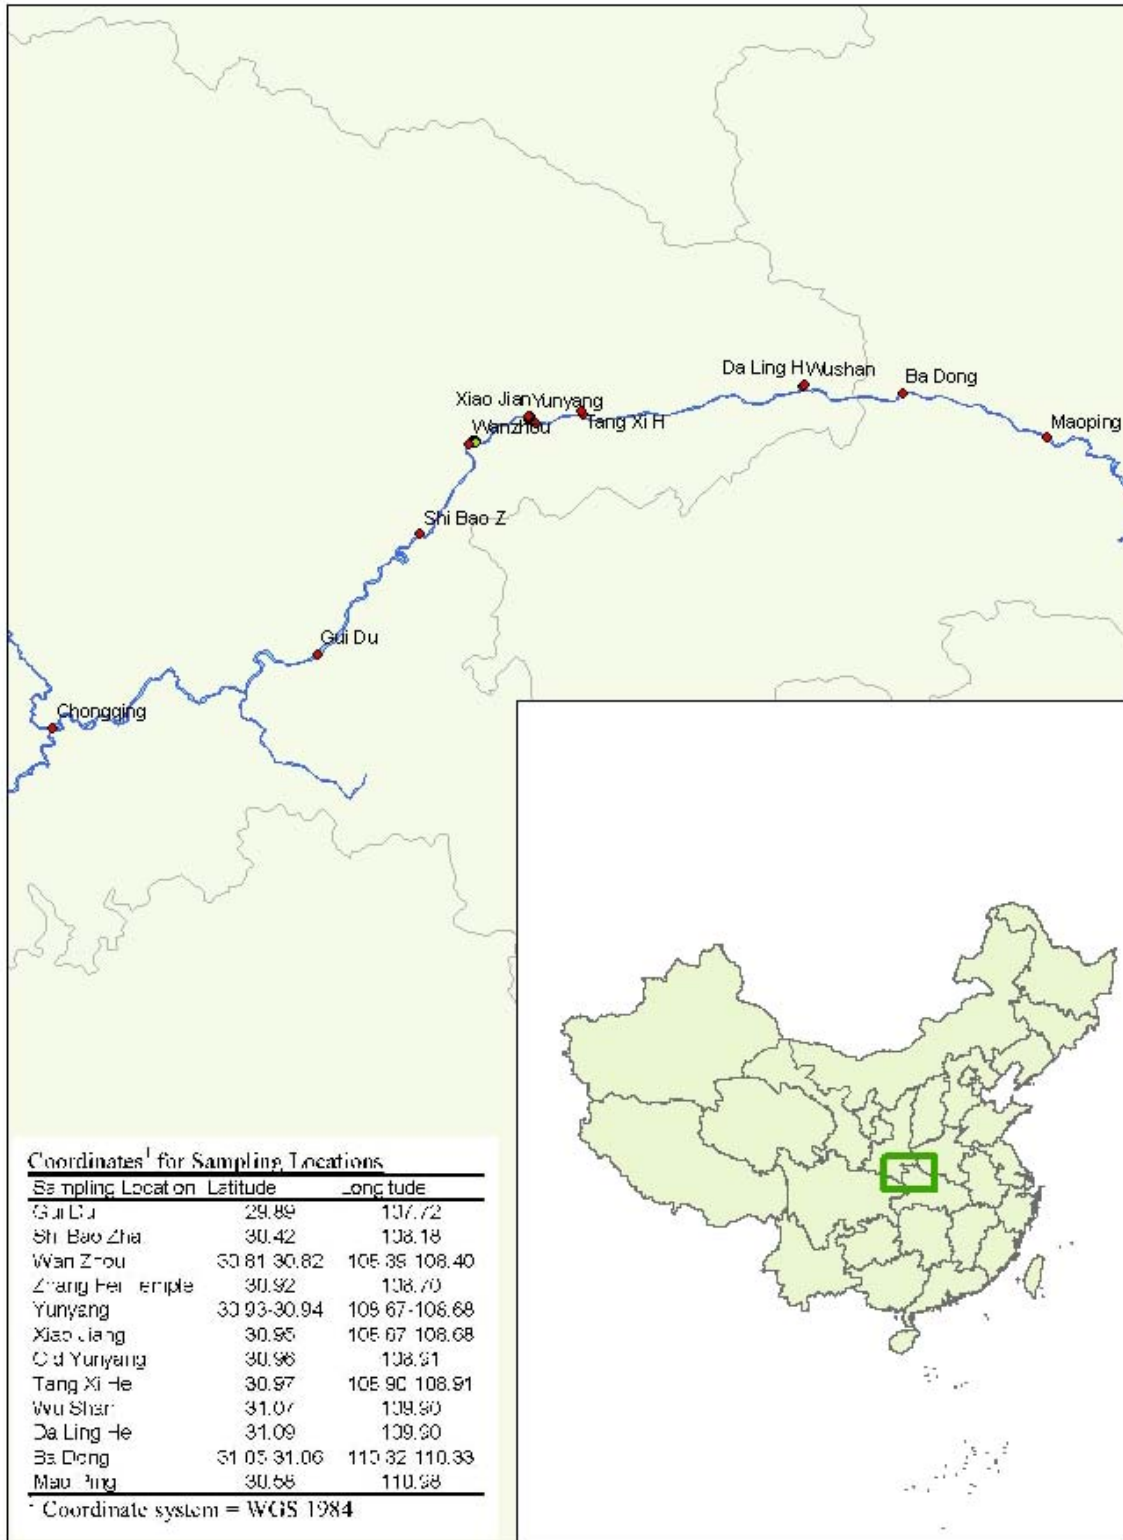 Da Ling H Wushan
Ba Dong
Xiao Jian Yunyang
Tang Xi H
Wanzhou
Maoping
Shi Bao Z
Gui Du
Chongqing
Coordinates¹ for Sampling Locations
Sampling Location Latitude Longitude
Gui Du 29.89 107.72
Shi Bao Zhai 30.42 108.18
Wan Zhou 30.81-30.82 108.39-108.40
Zhang Fei Temple 30.92 108.70
Yunyang 30.93-30.94 108.67-108.68
Xiao Jiang 30.95 108.67-108.68
Old Yunyang 30.96 108.91
Tang Xi He 30.97 108.90-108.91
Wu Shan 31.07 109.90
Da Ling He 31.09 109.90
Ba Dong 31.05-31.06 110.32-110.33
Mao Ping 110.98
¹ Coordinate system = WGS 1984